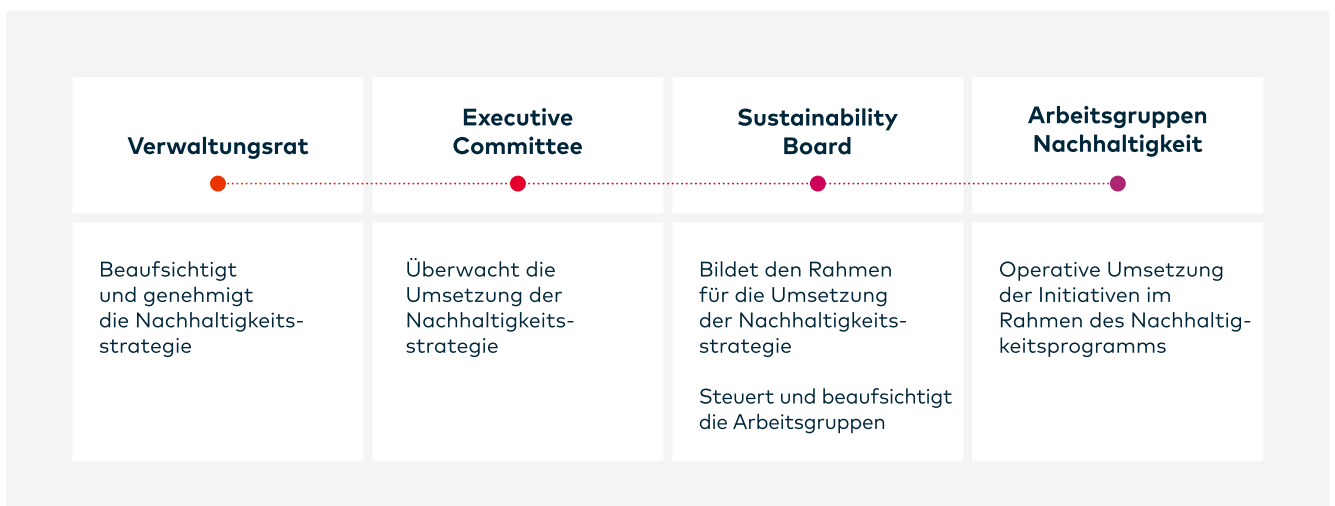 Verwaltungsrat
Executive
Committee
Sustainability
Board
Arbeitsgruppen
Nachhaltigkeit
Beaufsichtigt
und genehmigt
die Nachhaltigkeits-
strategie
Überwacht die
Umsetzung der
Nachhaltigkeits-
strategie
Bildet den Rahmen
für die Umsetzung
der Nachhaltigkeits-
strategie
Steuert und beaufsichtigt
die Arbeitsgruppen
Operative Umsetzung
der Initiativen im
Rahmen des Nachhaltig-
keitsprogramms